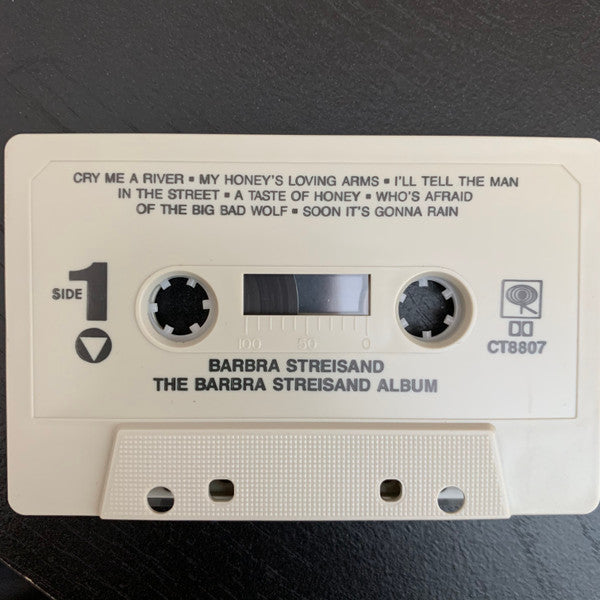 CRY ME A RIVER ▪ MY HONEY'S LOVING ARMS ▪ I'LL TELL THE MAN
IN THE STREET ▪ A TASTE OF HONEY ▪ WHO'S AFRAID
OF THE BIG BAD WOLF ▪ SOON IT'S GONNA RAIN
SIDE 1
100 50 0
CT8807
BARBRA STREISAND
THE BARBRA STREISAND ALBUM